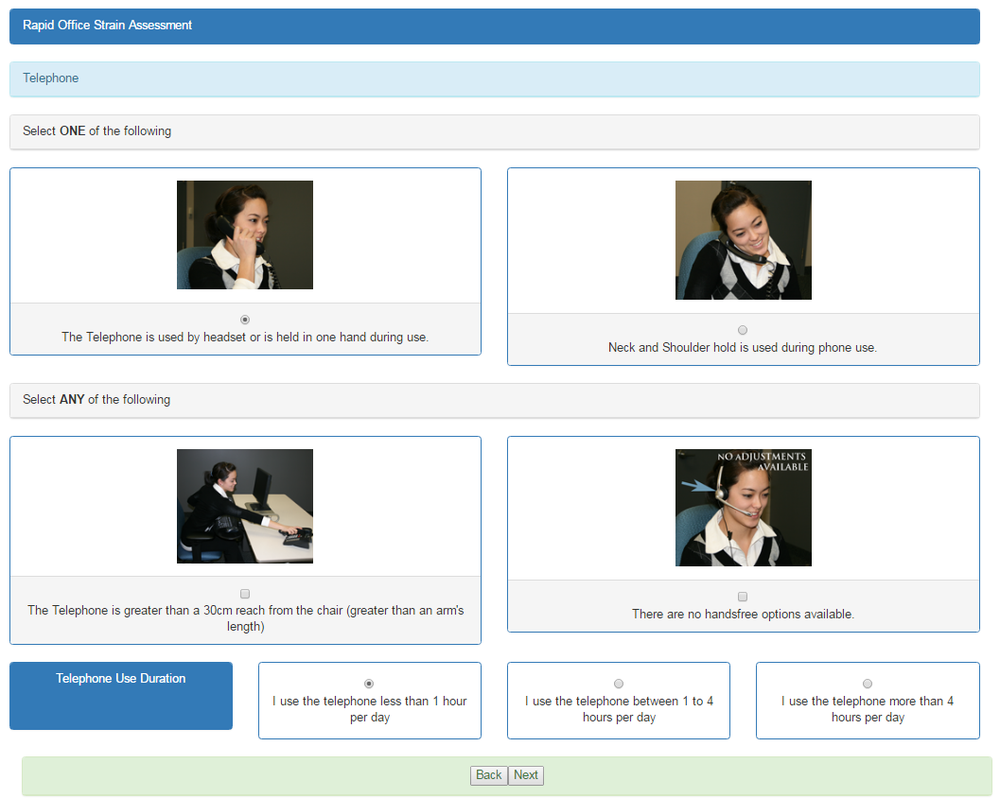 Rapid Office Strain Assessment
Telephone
Select ONE of the following
The Telephone is used by headset or is held in one hand during use.
Neck and Shoulder hold is used during phone use.
Select ANY of the following
NO ADJUSTMENTS
AVAILABLE
The Telephone is greater than a 30cm reach from the chair (greater than an arm's
length)
There are no handsfree options available.
Telephone Use Duration
I use the telephone less than 1 hour
per day
I use the telephone between 1 to 4
hours per day
I use the telephone more than 4
hours per day
Back Next